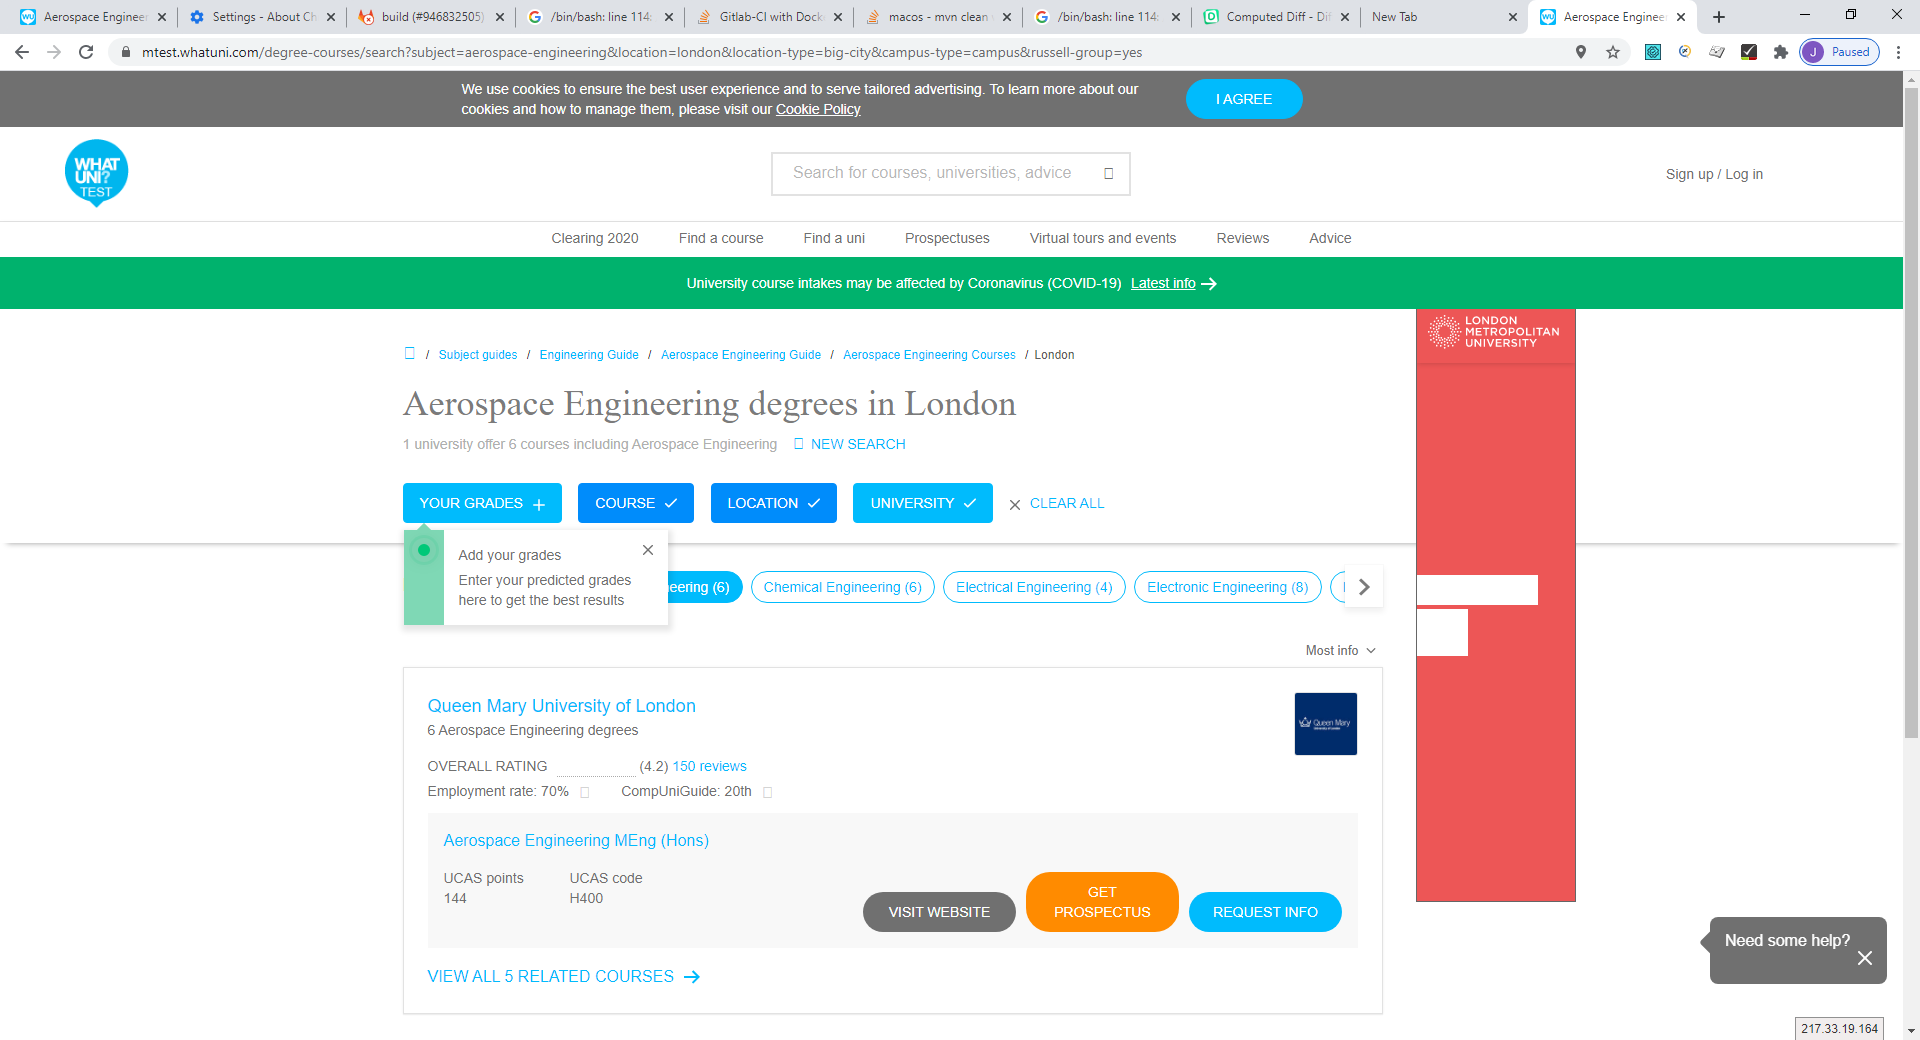 Aerospace Engineer
Settings - About Ch
build (#946832505)
/bin/bash: line 114:
Gitlab-CI with Dock
macos - mvn clean
/bin/bash: line 114:
Computed Diff - Dif
New Tab
Aerospace Enginee
mtest.whatuni.com/degree-courses/search?subject=aerospace-engineering&location=london&location-type=big-city&campus-type=campus&russell-group=yes
J Paused
We use cookies to ensure the best user experience and to serve tailored advertising. To learn more about our
cookies and how to manage them, please visit our Cookie Policy
I AGREE
WHAT
UNI?
TEST
Search for courses, universities, advice
Sign up / Log in
Clearing 2020 Find a course Find a uni Prospectuses Virtual tours and events Reviews Advice
University course intakes may be affected by Coronavirus (COVID-19) Latest info
LONDON
METROPOLITAN
UNIVERSITY
/ Subject guides / Engineering Guide / Aerospace Engineering Guide / Aerospace Engineering Courses / London
Aerospace Engineering degrees in London
1 university offer 6 courses including Aerospace Engineering NEW SEARCH
YOUR GRADES COURSE LOCATION UNIVERSITY CLEAR ALL
Add your grades
Enter your predicted grades
here to get the best results
eering (6) Chemical Engineering (6) Electrical Engineering (4) Electronic Engineering (8)
Most info
Queen Mary University of London
6 Aerospace Engineering degrees
Queen Mary
University of London
OVERALL RATING (4.2) 150 reviews
Employment rate: 70% CompUniGuide: 20th
Aerospace Engineering MEng (Hons)
UCAS points UCAS code
144 H400
VISIT WEBSITE
GET
PROSPECTUS
REQUEST INFO
VIEW ALL 5 RELATED COURSES
Need some help?
217.33.19.164